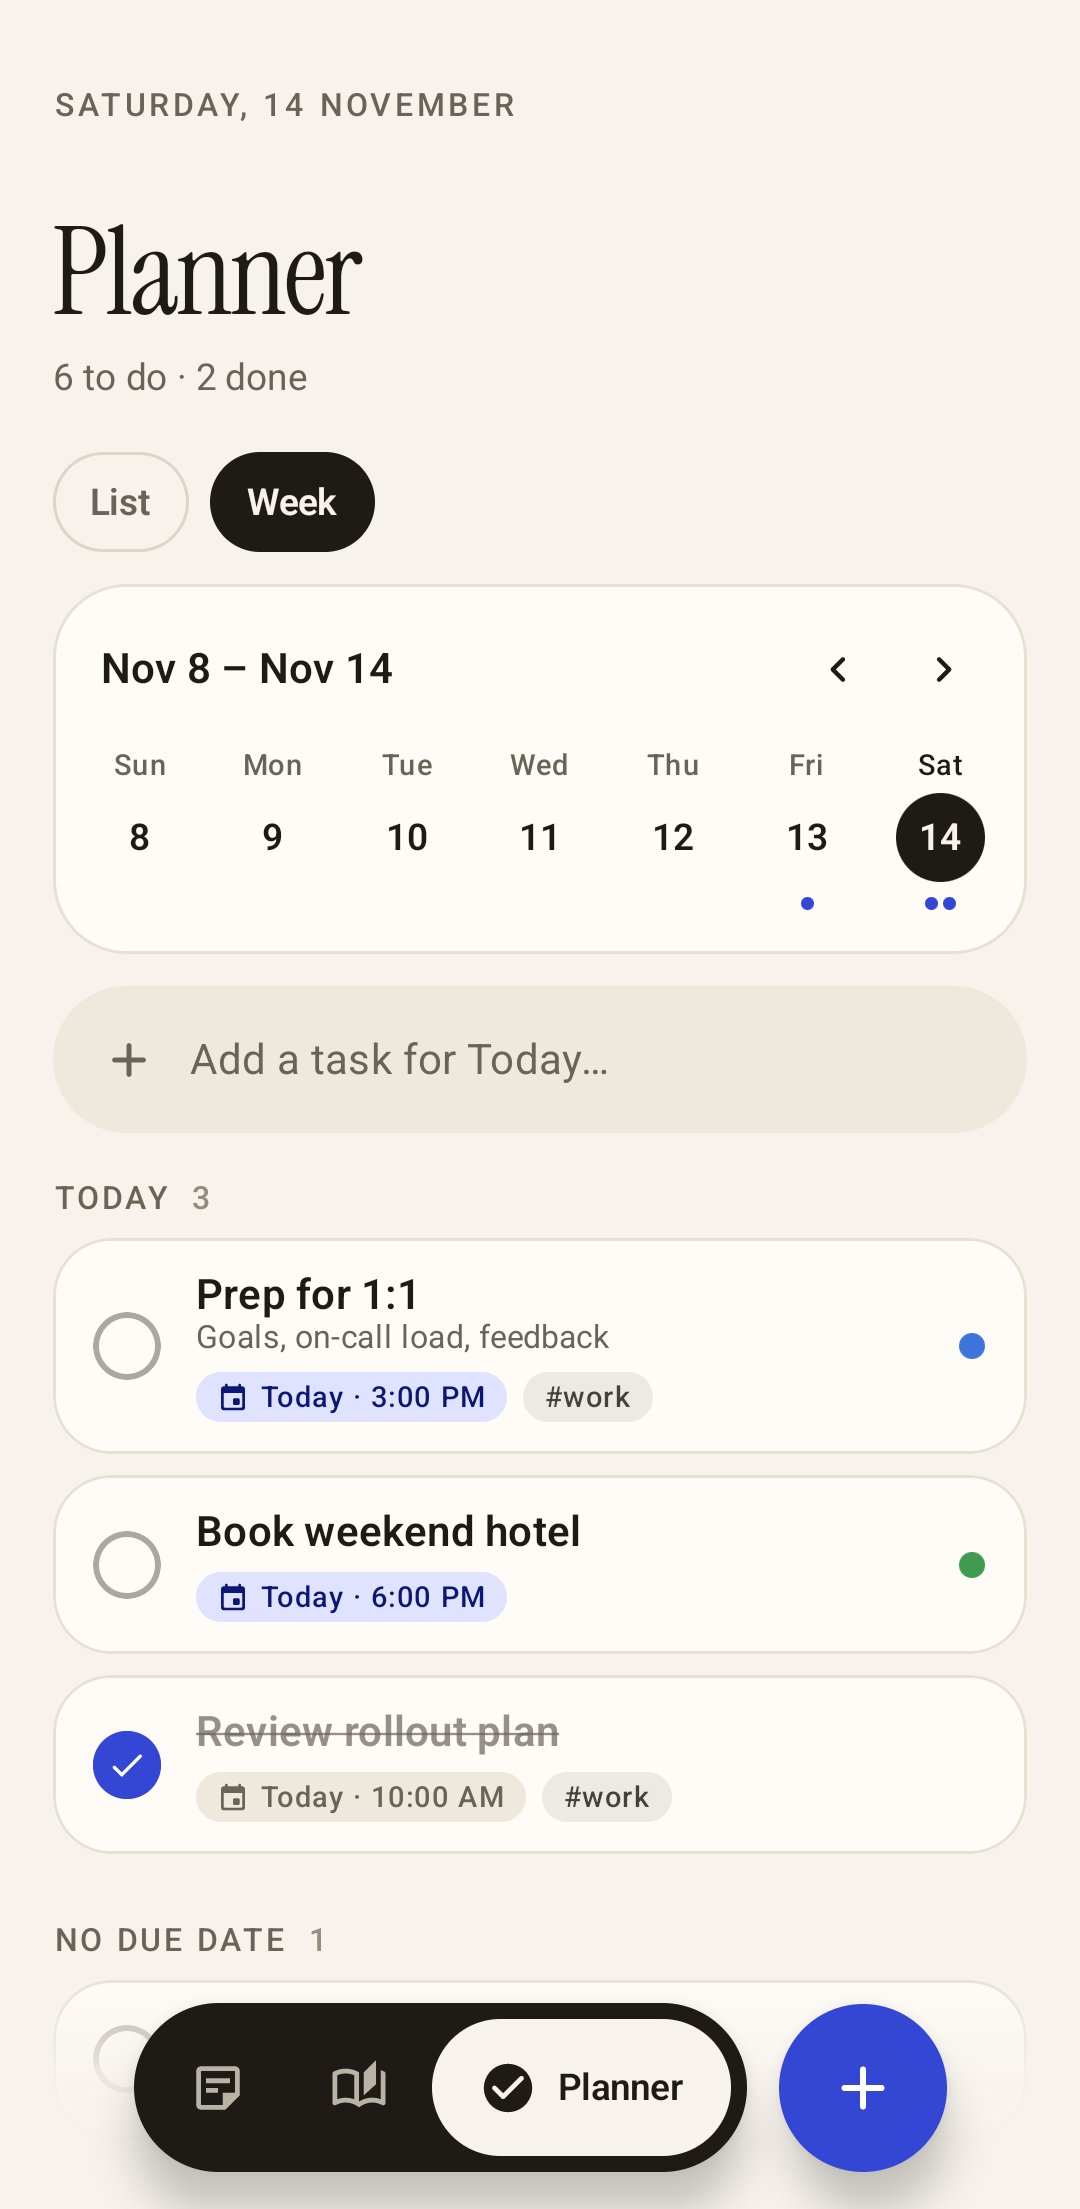 SATURDAY, 14 NOVEMBER
Planner
6 to do · 2 done
List Week
Nov 8 – Nov 14
Sun Mon Tue Wed Thu Fri Sat
8 9 10 11 12 13 14
Add a task for Today…
TODAY 3
Prep for 1:1
Goals, on-call load, feedback
Today · 3:00 PM #work
Book weekend hotel
Today · 6:00 PM
Review rollout plan
Today · 10:00 AM #work
NO DUE DATE 1
Planner